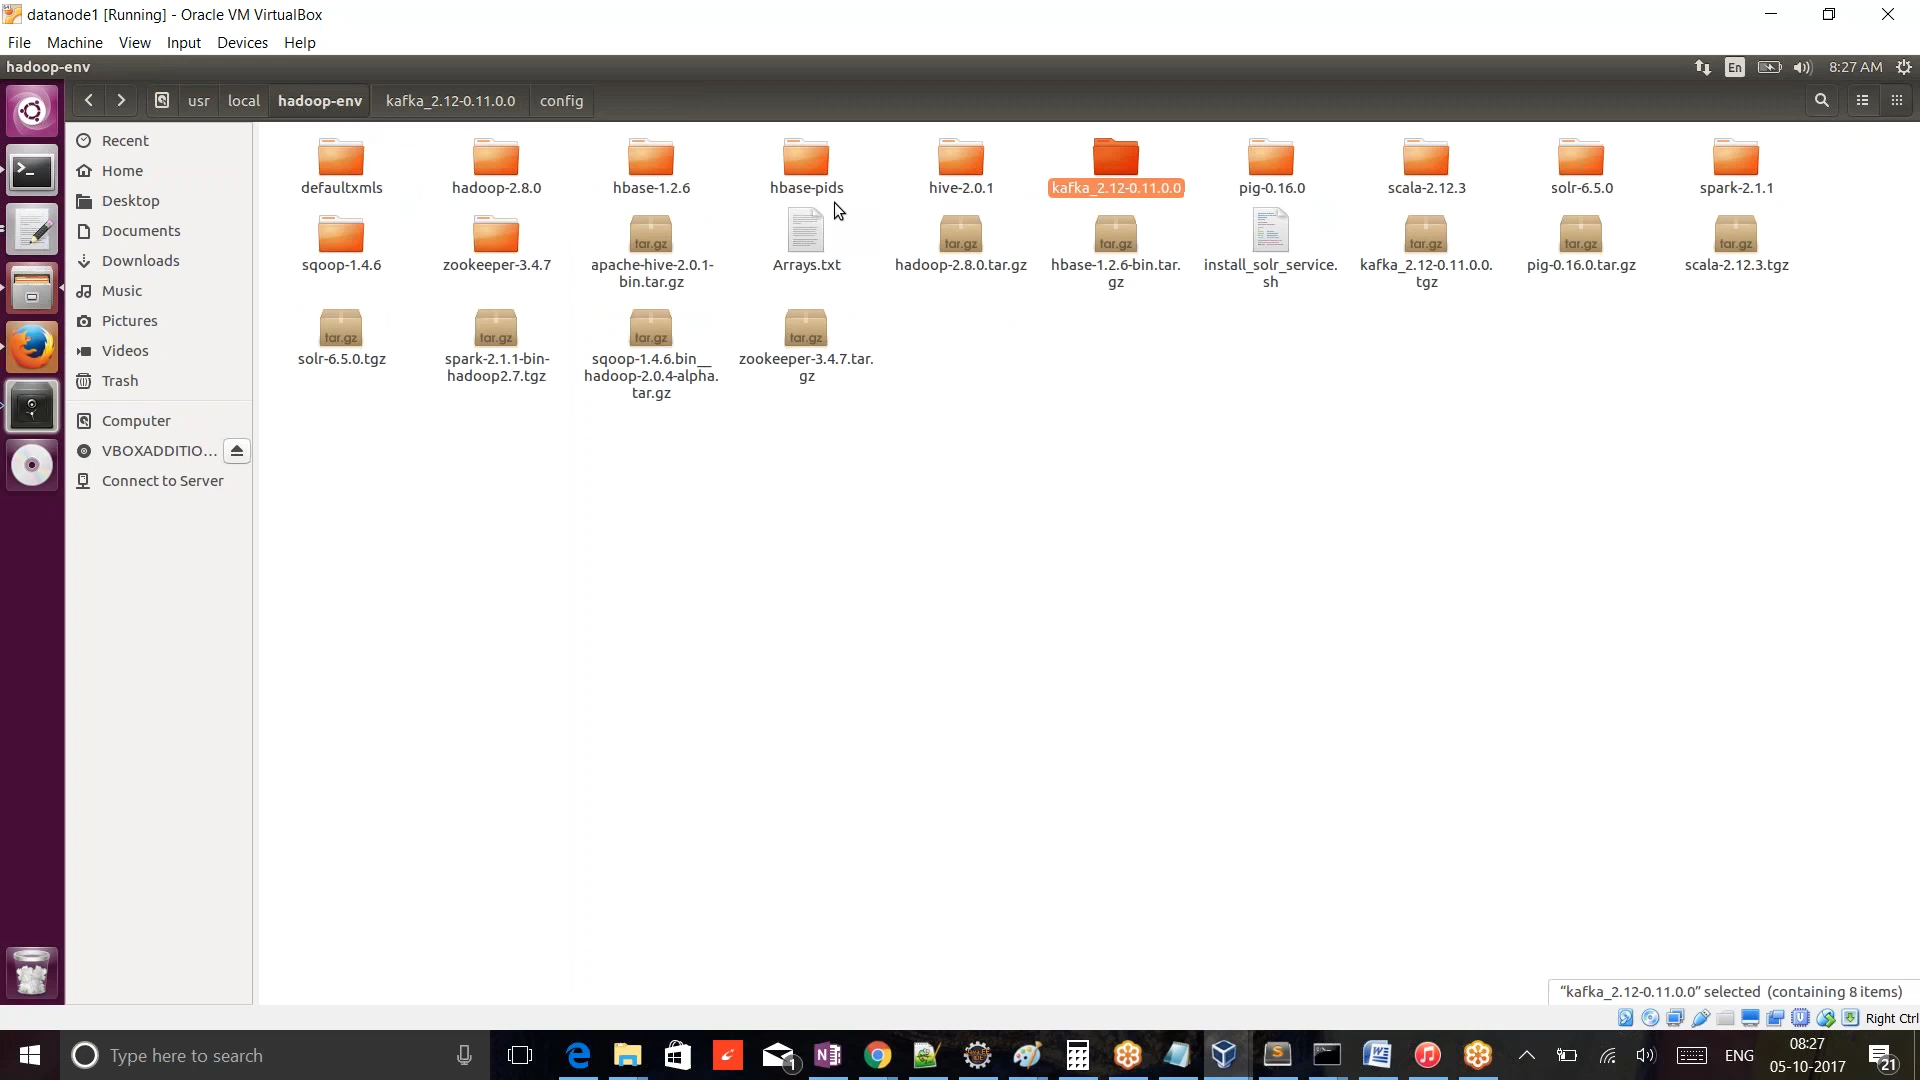 datanode1 [Running] - Oracle VM VirtualBox
File Machine View Input Devices Help
hadoop-env
En
8:27 AM
usr local hadoop-env kafka_2.12-0.11.0.0 config
Recent
Home
Desktop
Documents
Downloads
Music
Pictures
Videos
Trash
Computer
VBOXADDITIO...
Connect to Server
defaultxmls hadoop-2.8.0 hbase-1.2.6 hbase-pids hive-2.0.1 kafka_2.12-0.11.0.0 pig-0.16.0 scala-2.12.3 solr-6.5.0 spark-2.1.1
tar.gz tar.gz tar.gz tar.gz tar.gz tar.gz
sqoop-1.4.6 zookeeper-3.4.7 apache-hive-2.0.1- Arrays.txt hadoop-2.8.0.tar.gz hbase-1.2.6-bin.tar. install_solr_service. kafka_2.12-0.11.0.0. pig-0.16.0.tar.gz scala-2.12.3.tgz
bin.tar.gz gz sh tgz
tar.gz tar.gz tar.gz tar.gz
solr-6.5.0.tgz spark-2.1.1-bin- sqoop-1.4.6.bin__ zookeeper-3.4.7.tar.
hadoop2.7.tgz hadoop-2.0.4-alpha. gz
tar.gz
"kafka_2.12-0.11.0.0" selected (containing 8 items)
Right Ctrl
Type here to search
1
ENG
08:27
05-10-2017
21